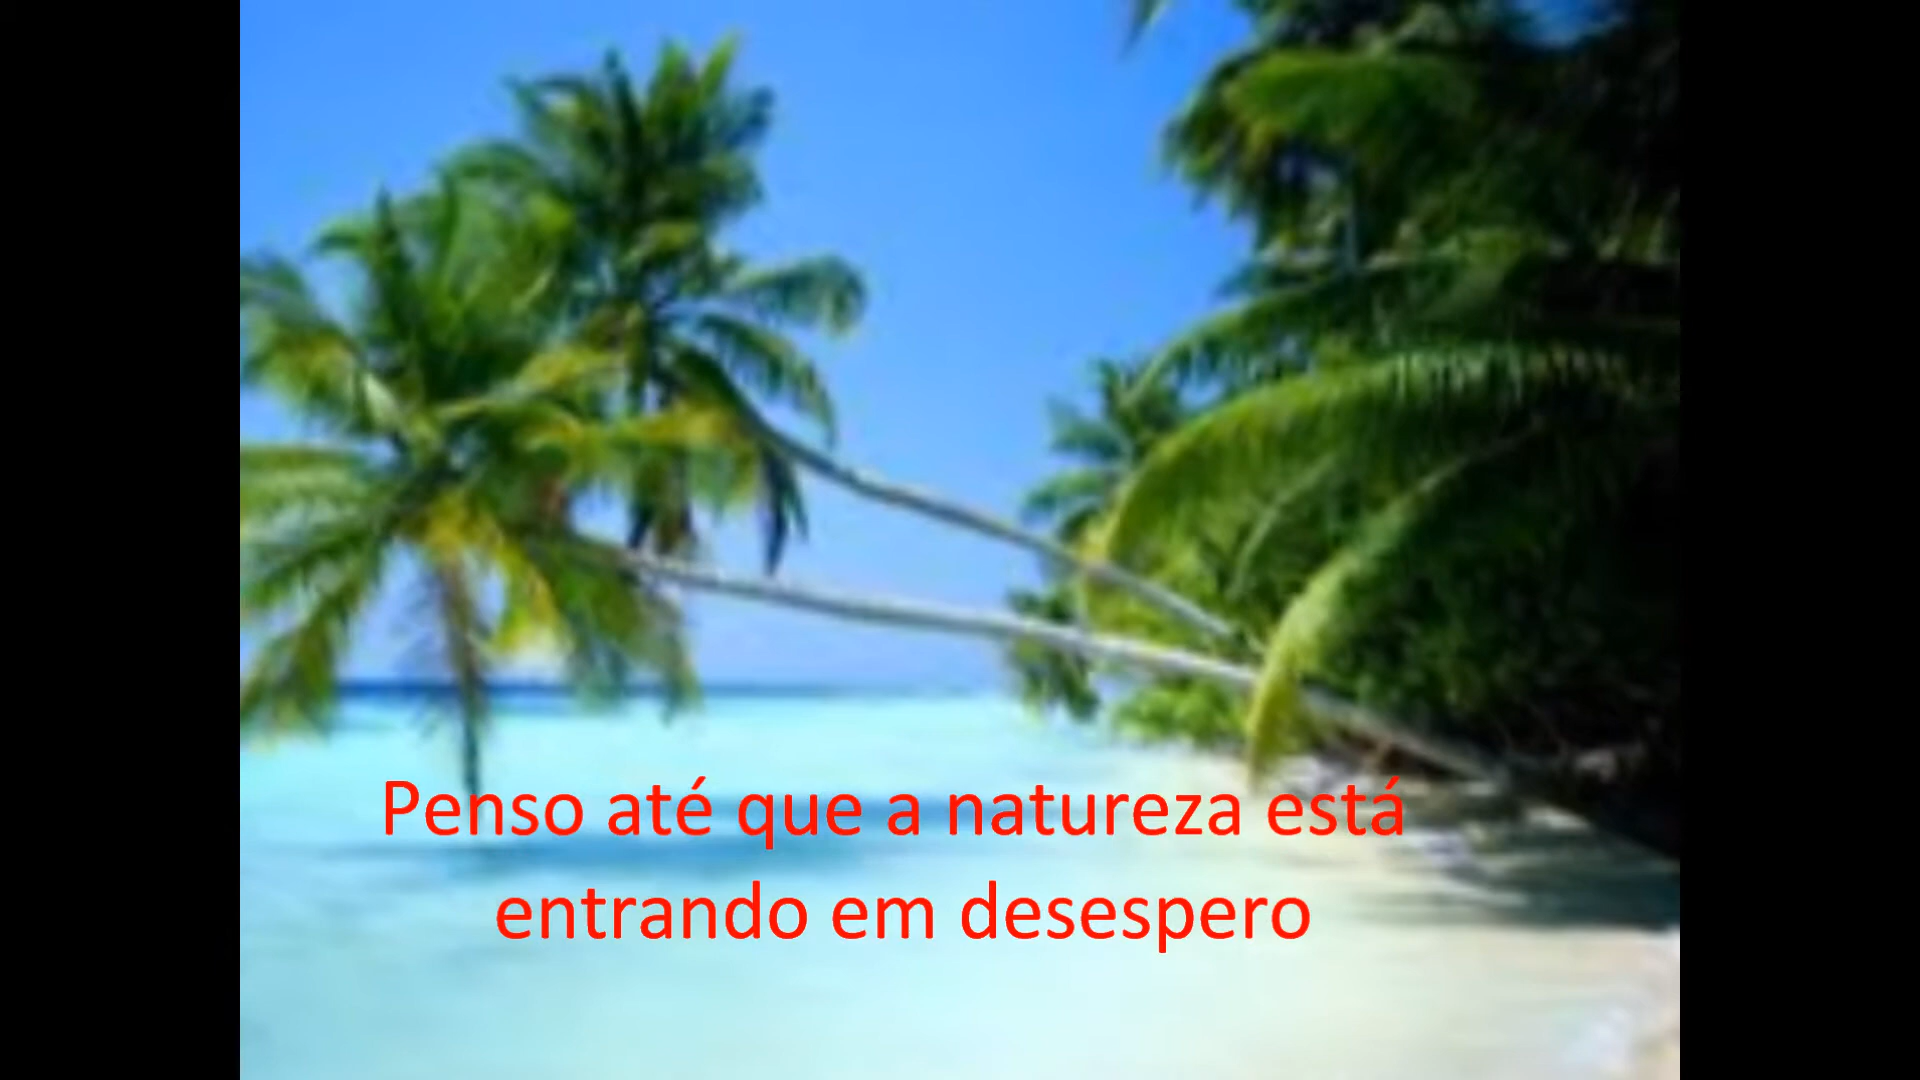 Penso até que a natureza está
entrando em desespero